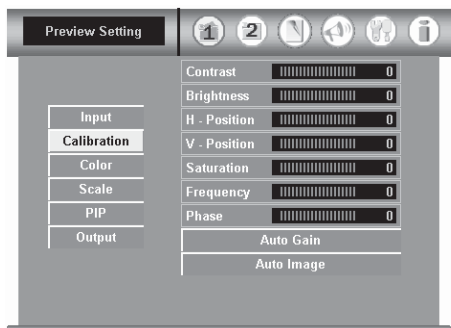 Preview Setting
1 2 i
Input
Calibration
Color
Scale
PIP
Output
Contrast 0
Brightness 0
H - Position 0
V - Position 0
Saturation 0
Frequency 0
Phase 0
Auto Gain
Auto Image